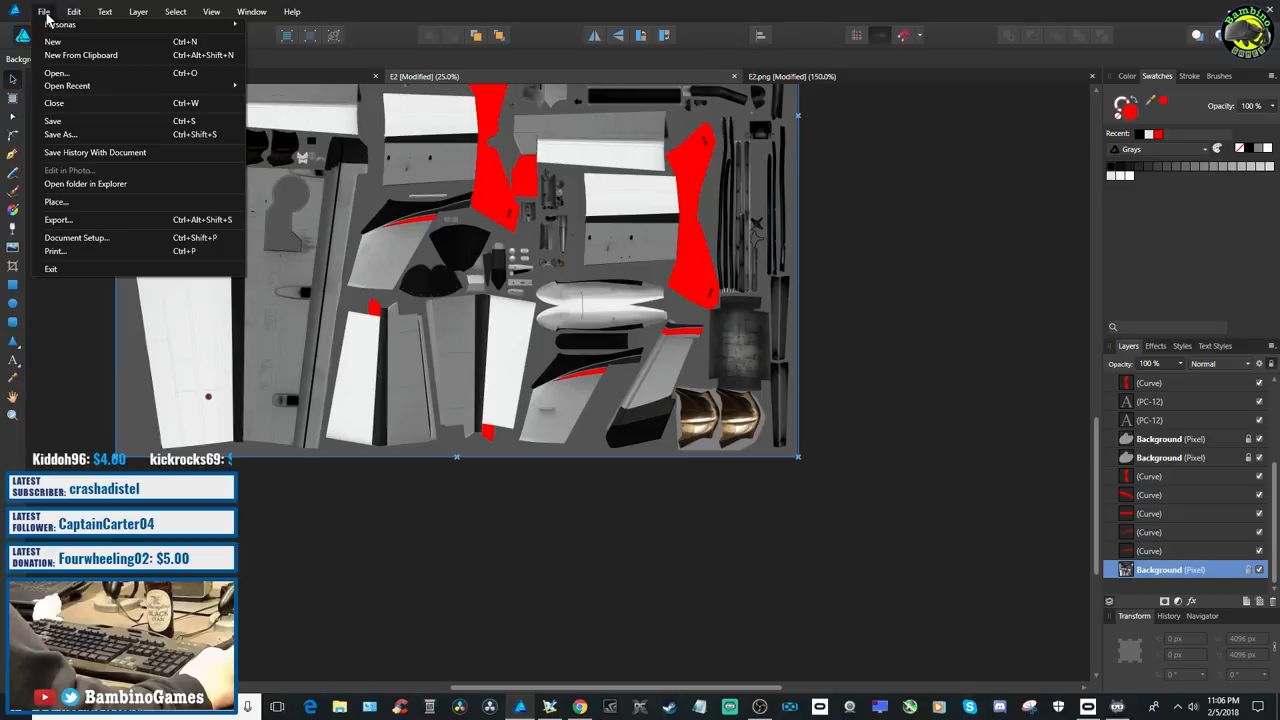 File Edit Text Layer Select View Window Help
Personas
New Ctrl+N
New From Clipboard Ctrl+Alt+Shift+N
Open... Ctrl+O
Open Recent
Close Ctrl+W
Save Ctrl+S
Save As... Ctrl+Shift+S
Save History With Document
Edit in Photo...
Open folder in Explorer
Place...
Export... Ctrl+Alt+Shift+S
Document Setup... Ctrl+Shift+P
Print... Ctrl+P
Exit
Backgro
E2 [Modified] (25.0%)
E2.png [Modified] (150.0%)
Bambino
GAMES
Color Swatches Stroke Brushes
Opacity: 100 %
Recent:
Grays
Layers Effects Styles Text Styles
Opacity: 100 % Normal
(Curve)
(PC-12)
(PC-12)
Background (Pixel)
Background (Pixel)
(Curve)
(Curve)
(Curve)
(Curve)
(Curve)
Background (Pixel)
Transform History Navigator
X: 0 px W: 4096 px
Y: 0 px H: 4096 px
0 ° 0 °
Kiddoh96: $4.00 kickrocks69: $
LATEST
SUBSCRIBER: crashadistel
LATEST
FOLLOWER: CaptainCarter04
LATEST
DONATION: Fourwheeling02: $5.00
BambinoGames
11:06 PM
2/5/2018